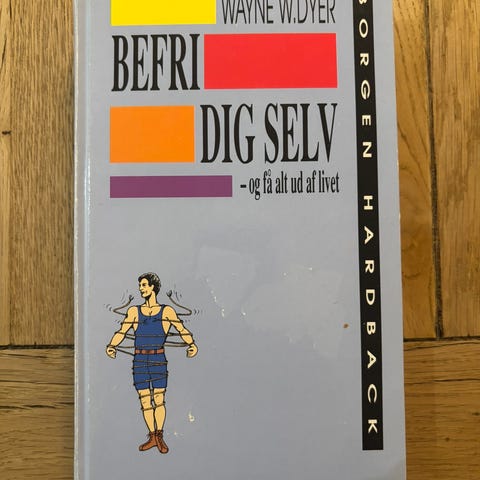 WAYNE W.DYER
BEFRI
DIG SELV
- og få alt ud af livet
BORGEN HARDBACK